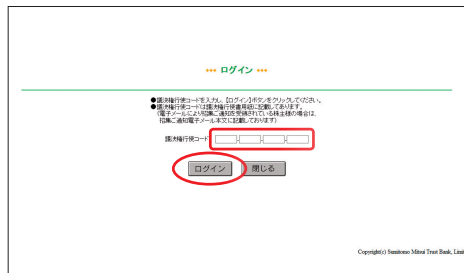 *** ログイン ***
●議決権行使コードを入力し、[ログイン]ボタンをクリックしてください。
●議決権行使コードは議決権行使書用紙に記載してあります。
(電子メールにより招集ご通知を受領されている株主様の場合は、
招集ご通知電子メール本文に記載しております)
議決権行使コード - - -
ログイン 閉じる
Copyright(c) Sumitomo Mitsui Trust Bank, Limit